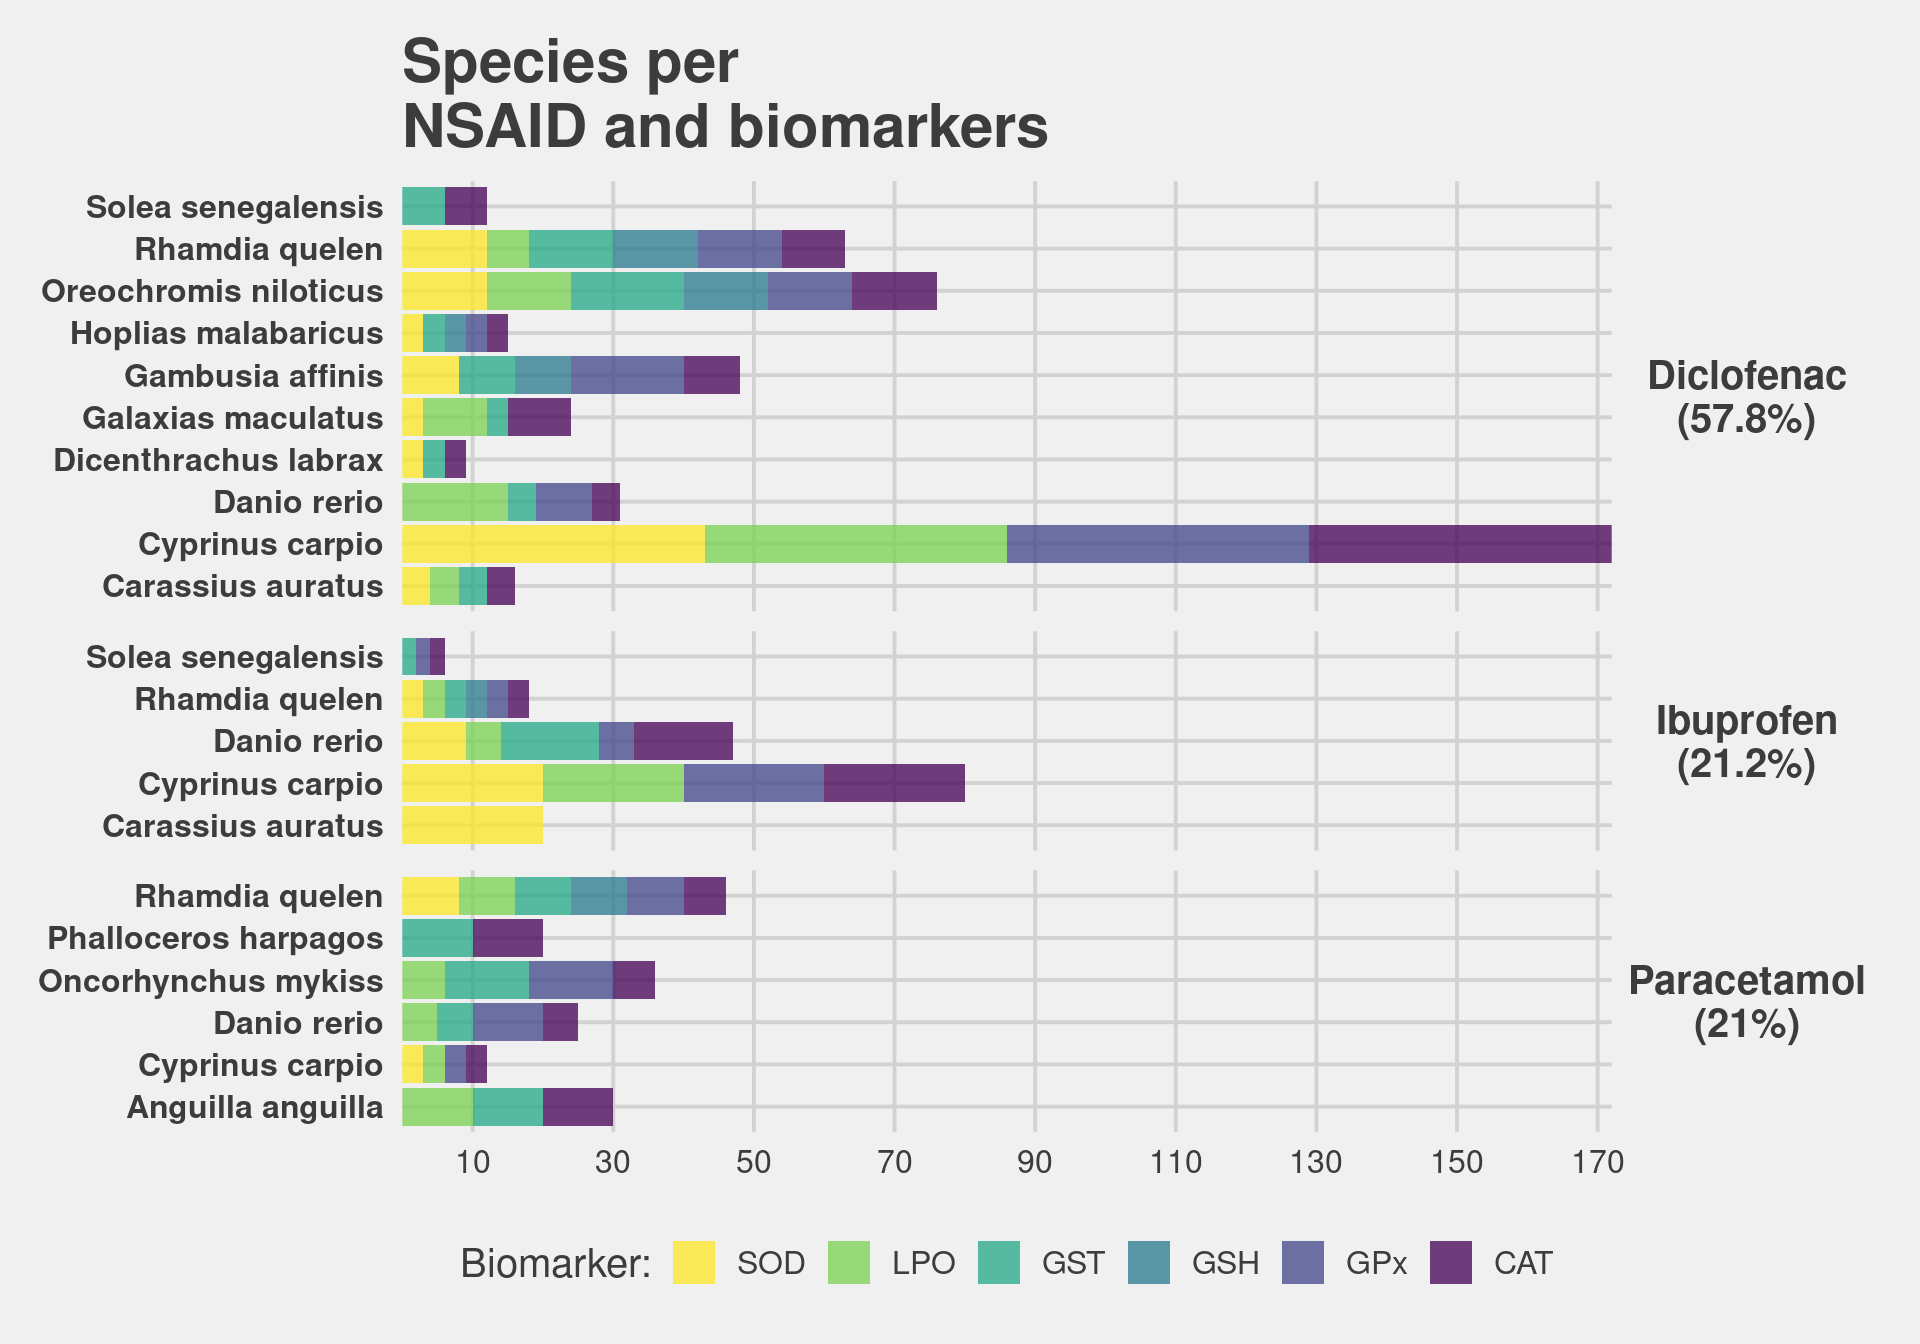 Species per
NSAID and biomarkers
Solea senegalensis
Rhamdia quelen
Oreochromis niloticus
Hoplias malabaricus
Gambusia affinis
Galaxias maculatus
Dicenthrachus labrax
Danio rerio
Cyprinus carpio
Carassius auratus
Diclofenac
(57.8%)
Solea senegalensis
Rhamdia quelen
Danio rerio
Cyprinus carpio
Carassius auratus
Ibuprofen
(21.2%)
Rhamdia quelen
Phalloceros harpagos
Oncorhynchus mykiss
Danio rerio
Cyprinus carpio
Anguilla anguilla
Paracetamol
(21%)
10 30 50 70 90 110 130 150 170
Biomarker: SOD LPO GST GSH GPx CAT